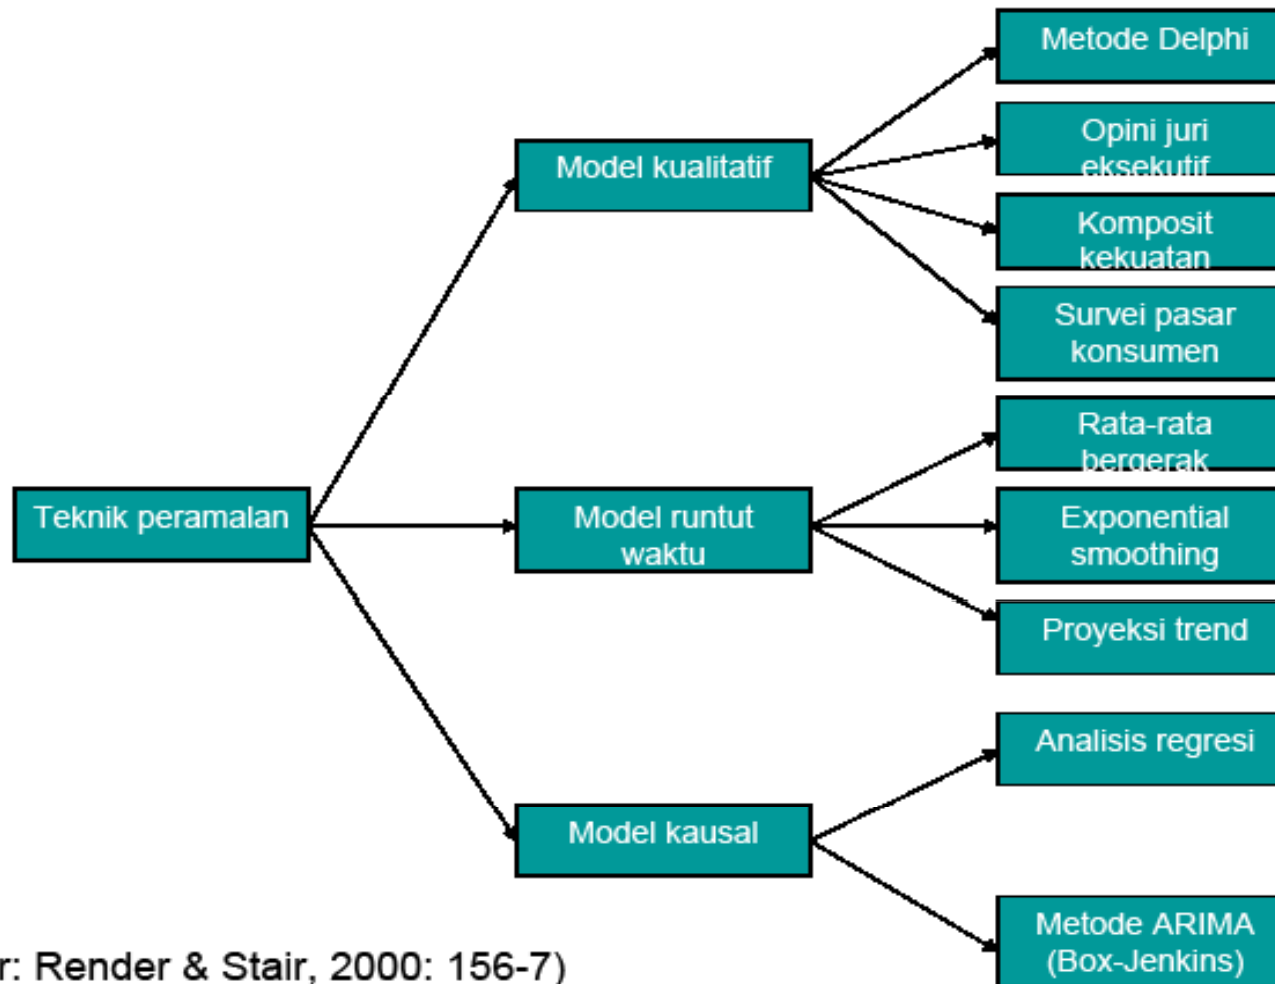 Metode Delphi
Opini juri
eksekutif
Model kualitatif
Komposit
kekuatan
Survei pasar
konsumen
Rata-rata
bergerak
Teknik peramalan
Model runtut
waktu
Exponential
smoothing
Proyeksi trend
Analisis regresi
Model kausal
Metode ARIMA
(Box-Jenkins)
r: Render & Stair, 2000: 156-7)